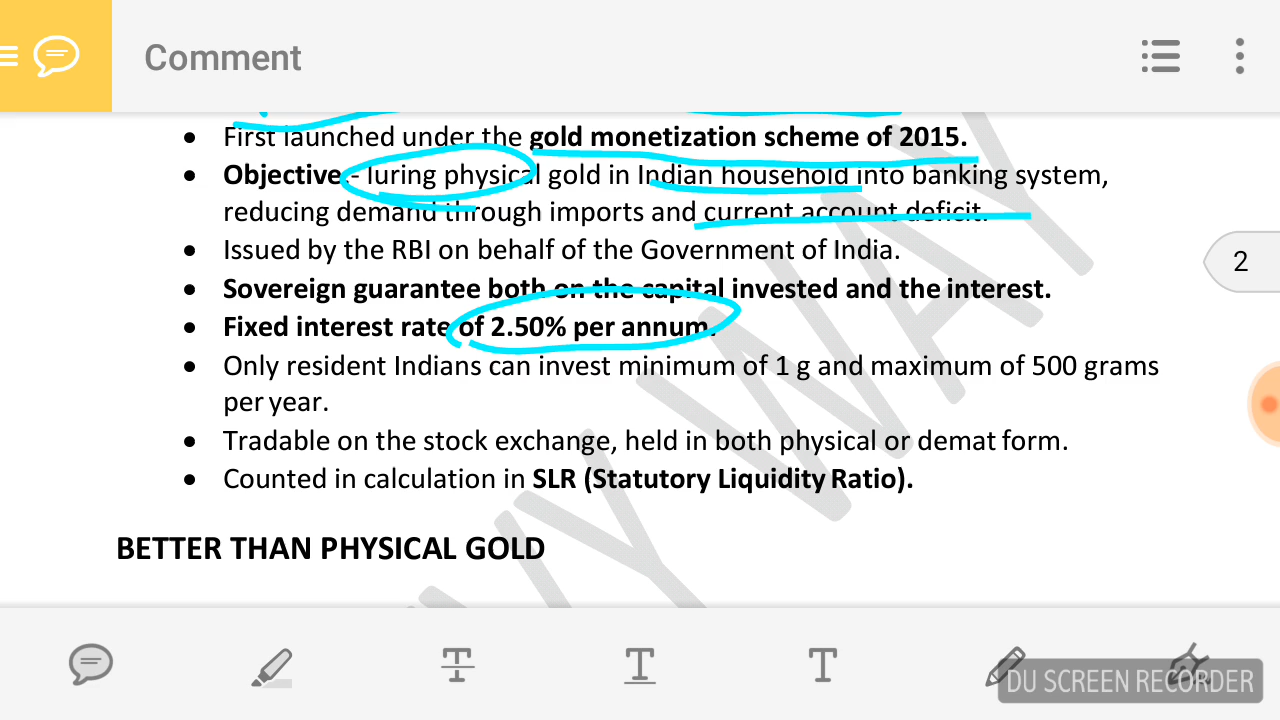 Comment
• First launched under the gold monetization scheme of 2015.
• Objective:- luring physical gold in Indian household into banking system,
reducing demand through imports and current account deficit.
• Issued by the RBI on behalf of the Government of India.
• Sovereign guarantee both on the capital invested and the interest.
2
• Fixed interest rate of 2.50% per annum.
• Only resident Indians can invest minimum of 1 g and maximum of 500 grams
per year.
• Tradable on the stock exchange, held in both physical or demat form.
• Counted in calculation in SLR (Statutory Liquidity Ratio).
BETTER THAN PHYSICAL GOLD
T T T
DU SCREEN RECORDER